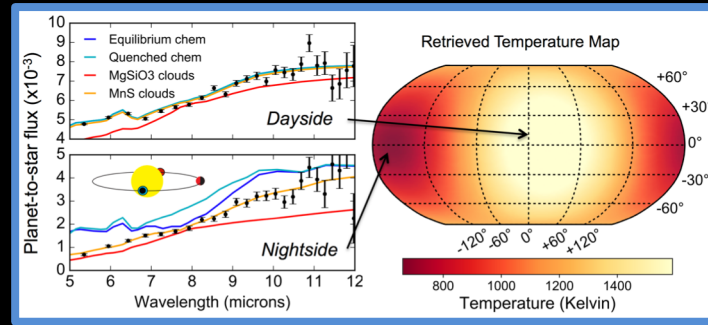 Planet-to-star flux (x10⁻³)
9
8
7
6
5
4
Equilibrium chem
Quenched chem
MgSiO3 clouds
MnS clouds
Dayside
5
4
3
2
1
0
Nightside
5 6 7 8 9 10 11 12
Wavelength (microns)
Retrieved Temperature Map
+60°
+30°
0°
-30°
-60°
-120° -60° 0° +60° +120°
800 1000 1200 1400
Temperature (Kelvin)